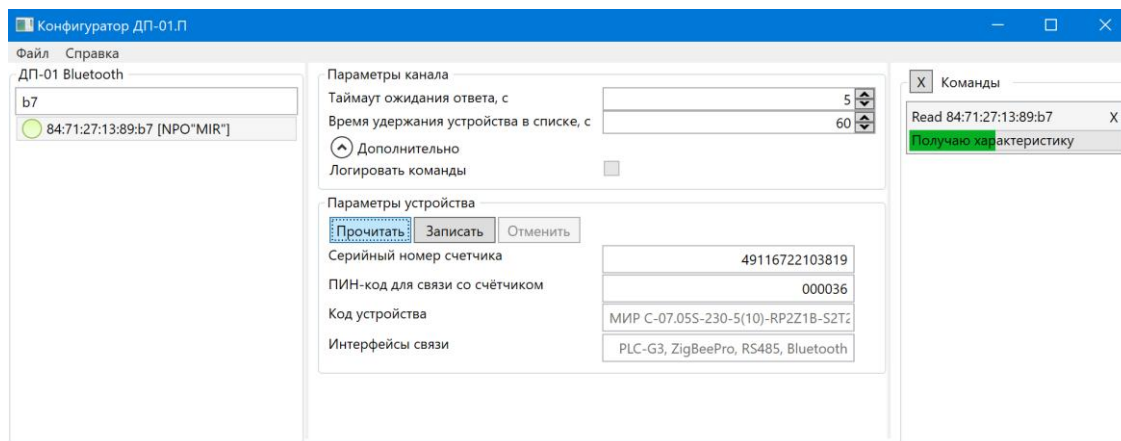 Конфигуратор ДП-01.П
Файл Справка
ДП-01 Bluetooth
b7
84:71:27:13:89:b7 [NPO"MIR"]
Параметры канала
Таймаут ожидания ответа, с 5
Время удержания устройства в списке, с 60
Дополнительно
Логировать команды
Параметры устройства
Прочитать Записать Отменить
Серийный номер счетчика 49116722103819
ПИН-код для связи со счётчиком 000036
Код устройства МИР С-07.05S-230-5(10)-RP2Z1B-S2T2
Интерфейсы связи PLC-G3, ZigBeePro, RS485, Bluetooth
X Команды
Read 84:71:27:13:89:b7 X
Получаю характеристику